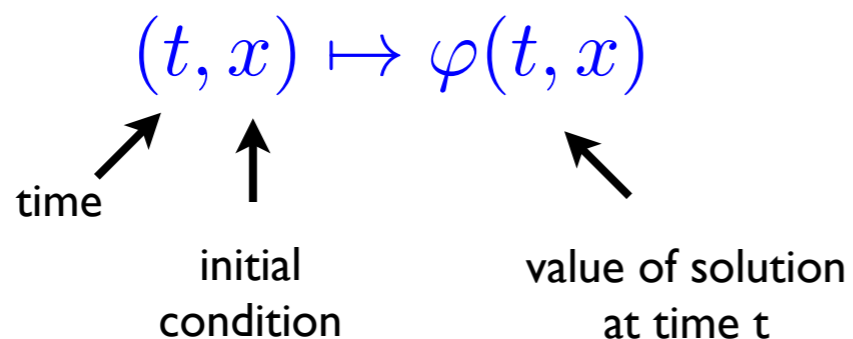 (t, x) ↦ φ(t, x)
time
initial
condition
value of solution
at time t